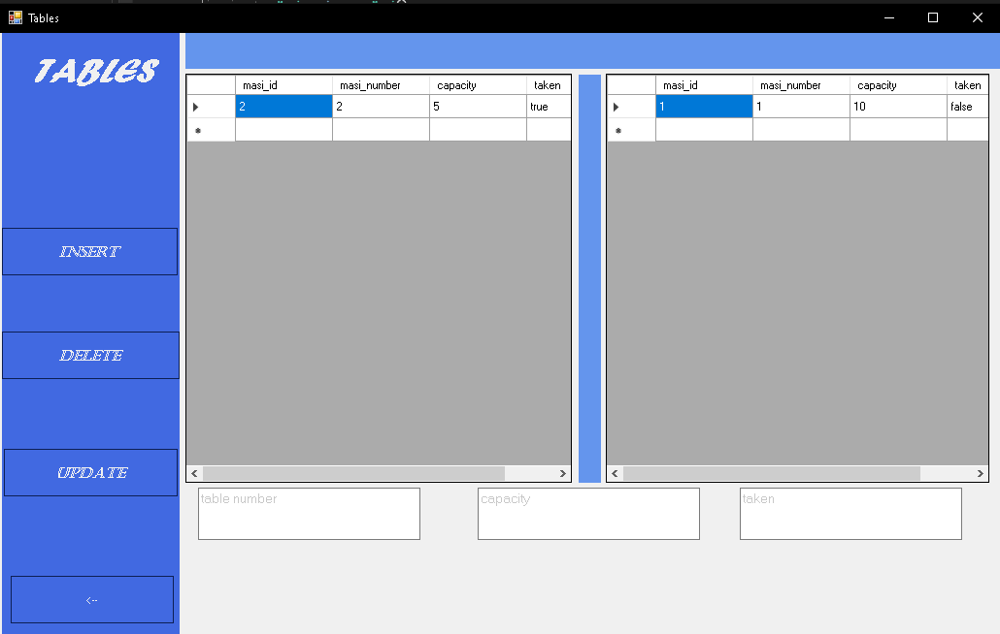 Tables
TABLES
INSERT
DELETE
UPDATE
<--
masi_id masi_number capacity taken
2 2 5 true
masi_id masi_number capacity taken
1 1 10 false
table number
capacity
taken